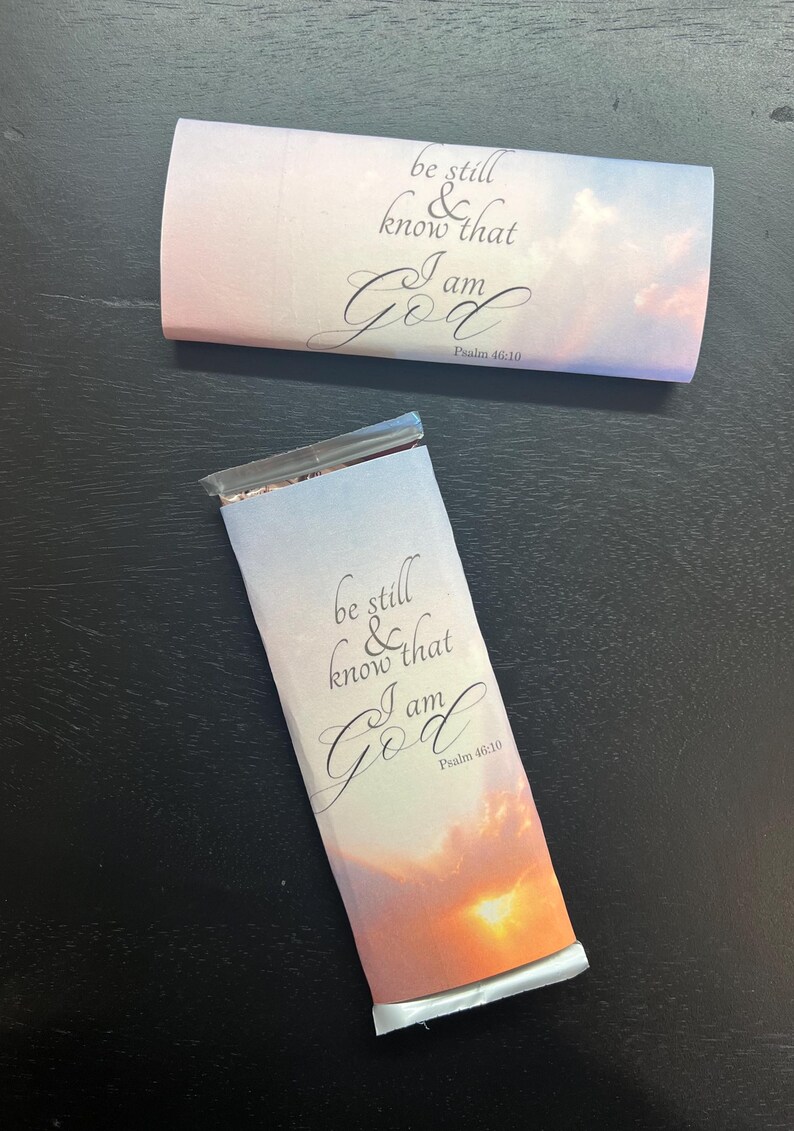 be still
&
know that
I am
God
Psalm 46:10
be still
&
know that
I am
God
Psalm 46:10